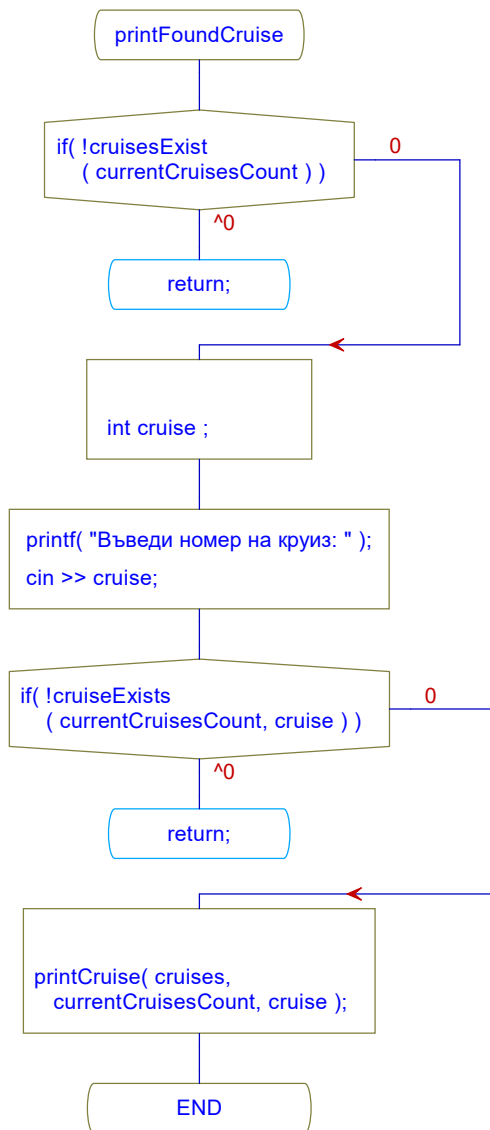 printFoundCruise
if( !cruisesExist
( currentCruisesCount ) )
0
^0
return;
int cruise ;
printf( "Въведи номер на круиз: " );
cin >> cruise;
if( !cruiseExists
( currentCruisesCount, cruise ) )
0
^0
return;
printCruise( cruises,
currentCruisesCount, cruise );
END